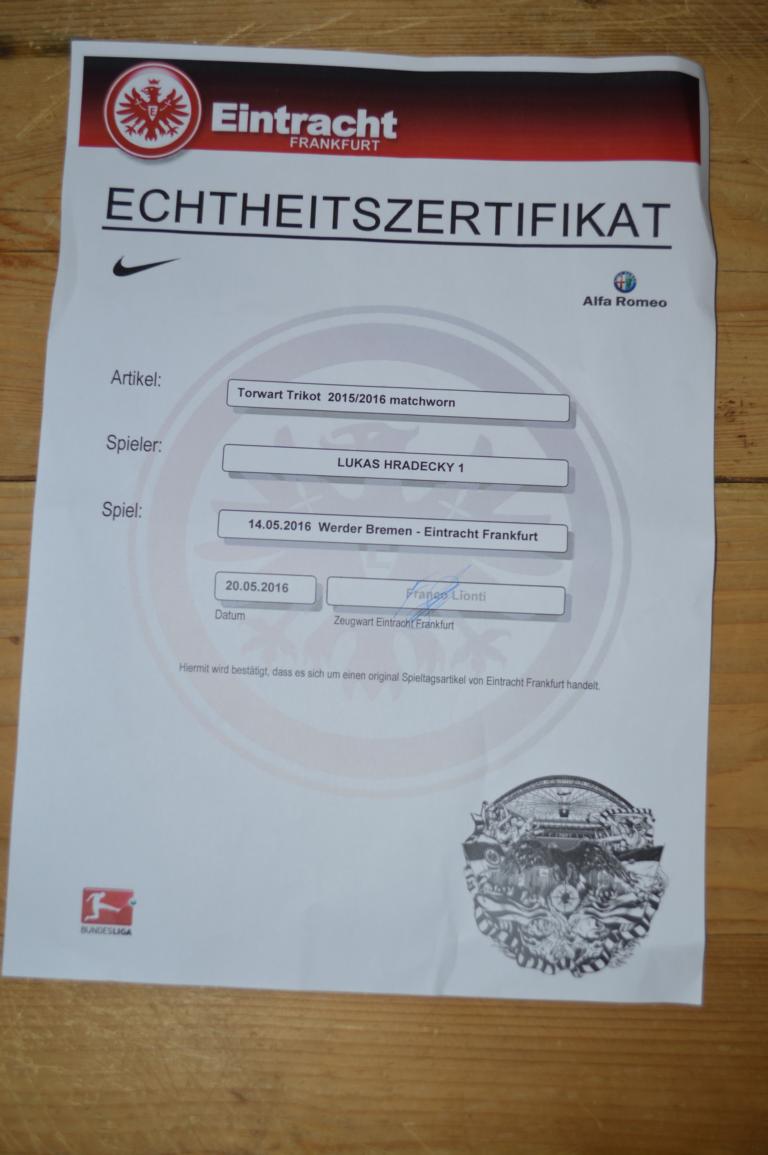 Eintracht
FRANKFURT
ECHTHEITSZERTIFIKAT
Alfa Romeo
Artikel: Torwart Trikot 2015/2016 matchworn
Spieler: LUKAS HRADECKY 1
Spiel: 14.05.2016 Werder Bremen - Eintracht Frankfurt
20.05.2016 Franco Lionti
Datum Zeugwart Eintracht Frankfurt
Hiermit wird bestätigt, dass es sich um einen original Spieltagsartikel von Eintracht Frankfurt handelt.
BUNDESLIGA